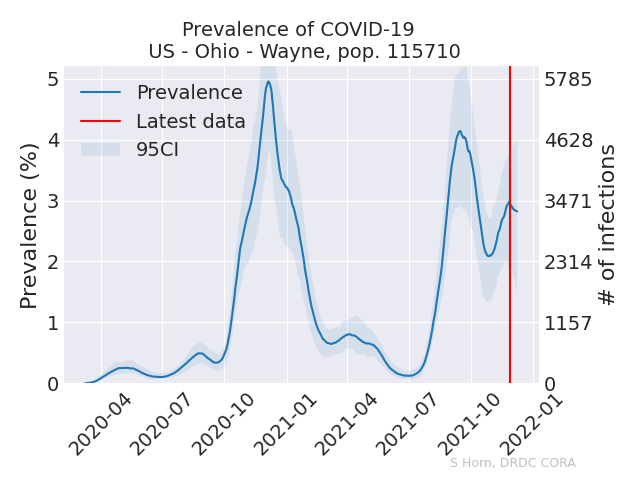 Prevalence of COVID-19
US - Ohio - Wayne, pop. 115710
Prevalence
Latest data
95CI
Prevalence (%)
5
4
3
2
1
0
5785
4628
3471
2314
1157
0
# of infections
2020-04
2020-07
2020-10
2021-01
2021-04
2021-07
2021-10
2022-01
S Horn, DRDC CORA